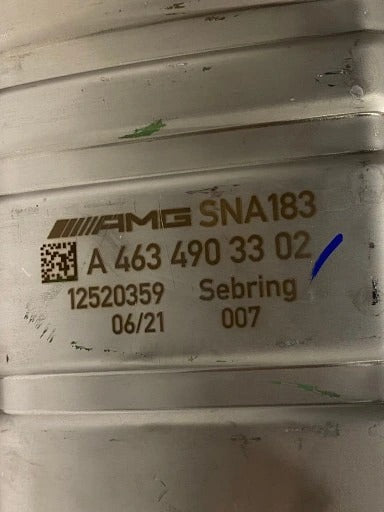 AMG SNA183
A 463 490 33 02
12520359 Sebring
06/21 007